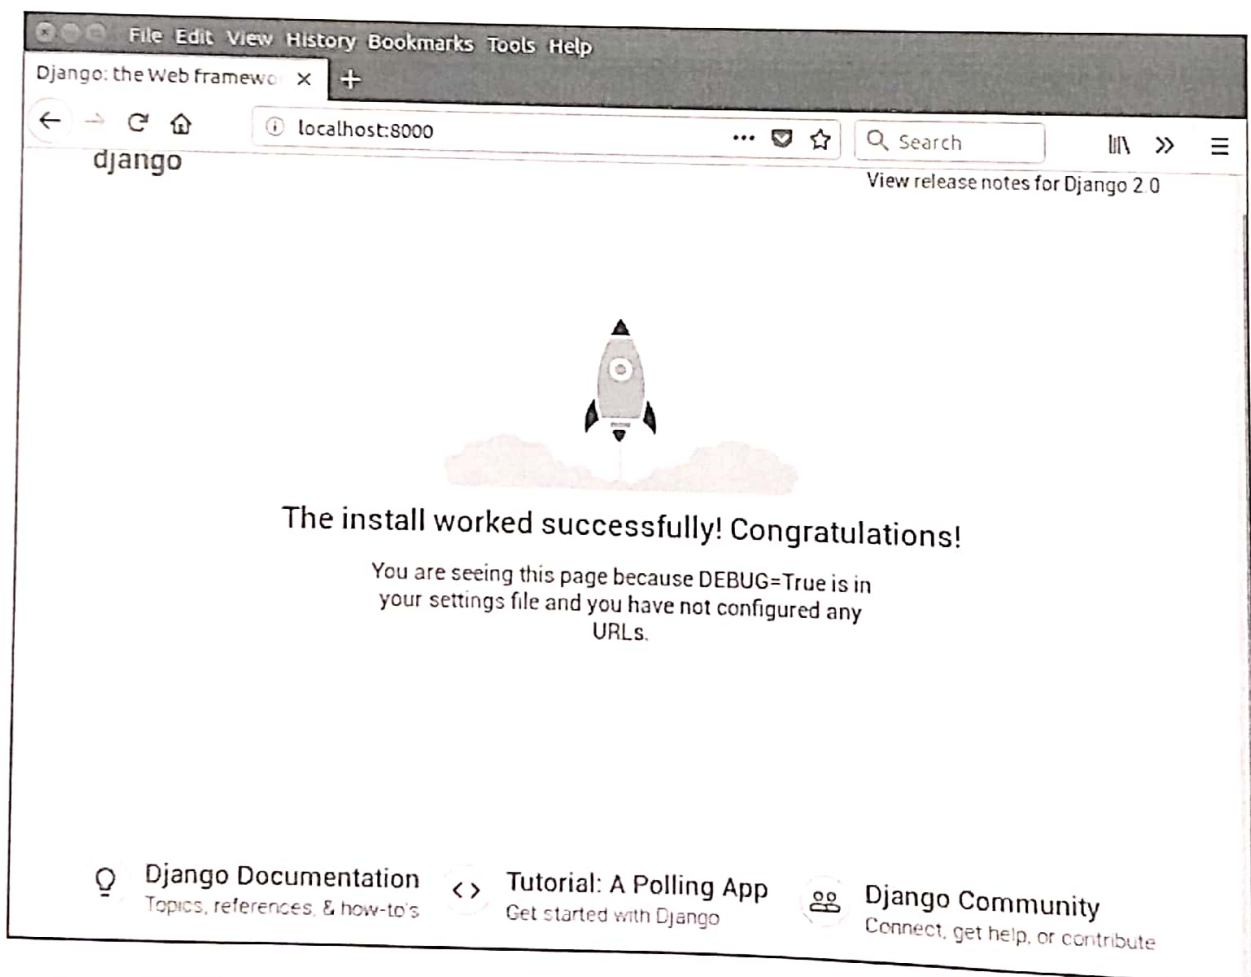 File Edit View History Bookmarks Tools Help
Django: the Web framewo
localhost:8000
Search
django
View release notes for Django 2.0
The install worked successfully! Congratulations!
You are seeing this page because DEBUG=True is in
your settings file and you have not configured any
URLs.
Django Documentation
Topics, references, & how-to's
Tutorial: A Polling App
Get started with Django
Django Community
Connect, get help, or contribute